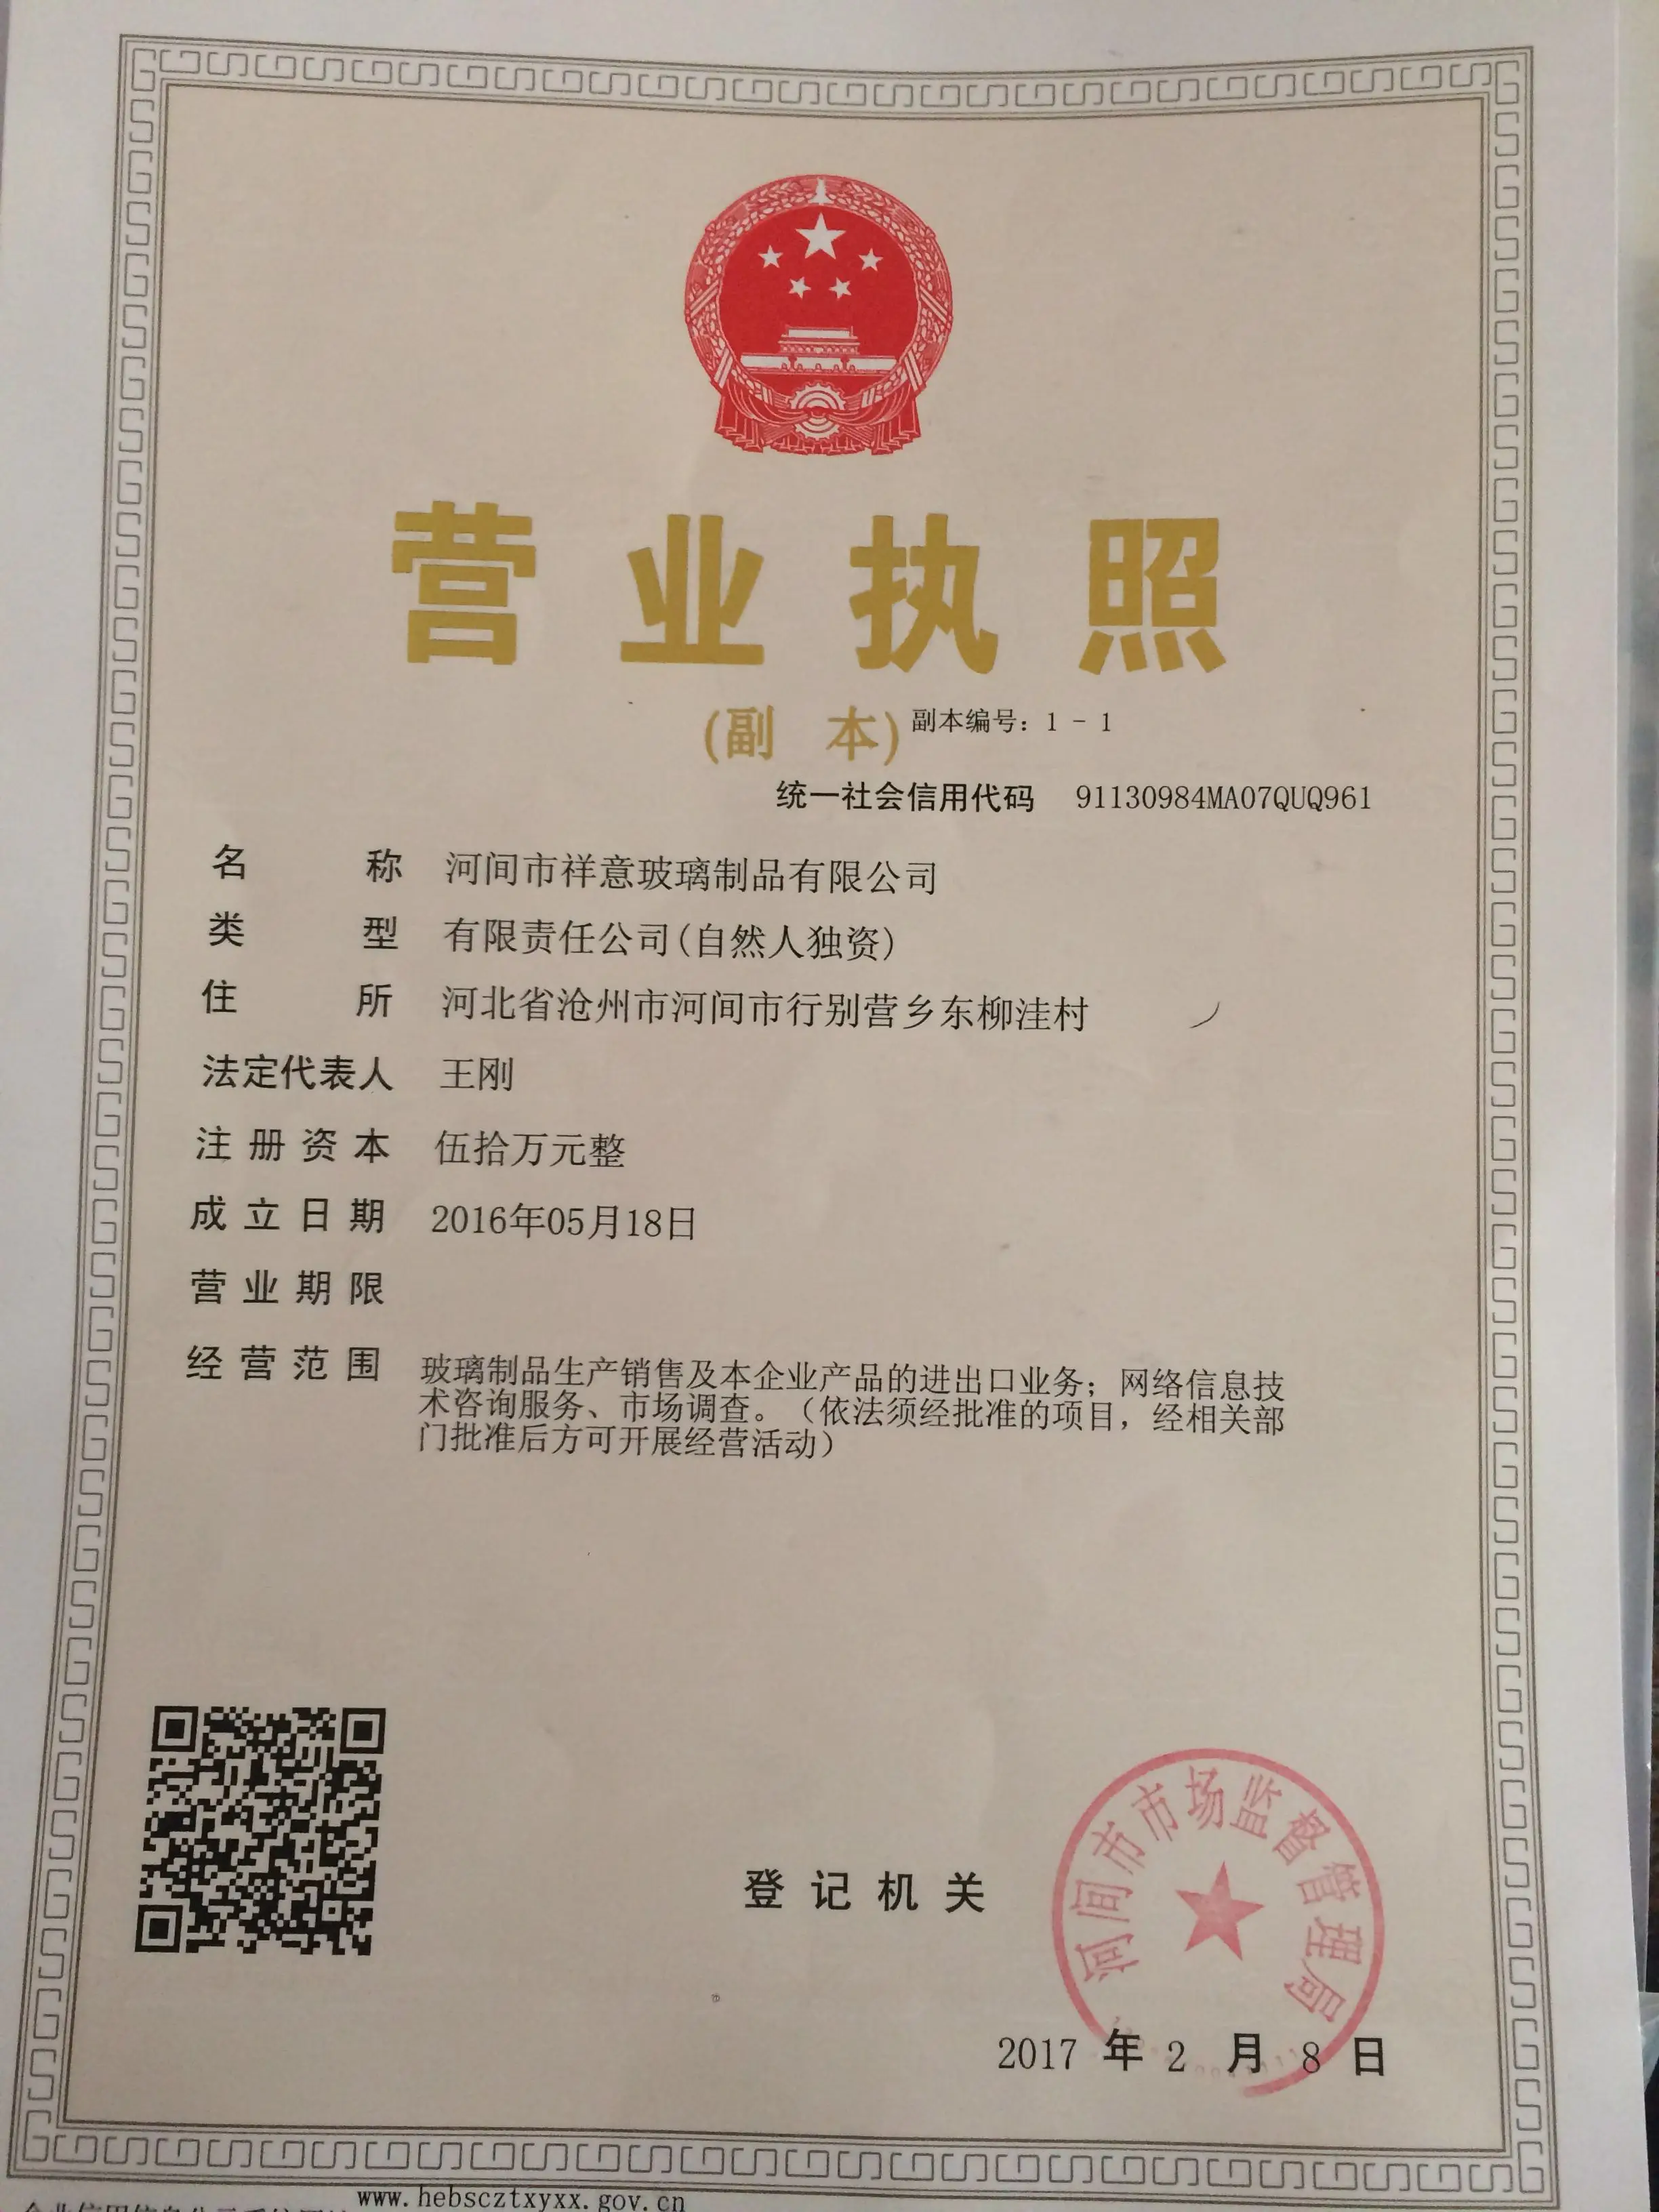 营业执照
(副 本) 副本编号：1-1
统一社会信用代码 91130984MA07QUQ961
名 称 河间市祥意玻璃制品有限公司
类 型 有限责任公司(自然人独资)
住 所 河北省沧州市河间市行别营乡东柳洼村
法定代表人 王刚
注册资本 伍拾万元整
成立日期 2016年05月18日
营业期限
经营范围 玻璃制品生产销售及本企业产品的进出口业务；网络信息技
术咨询服务、市场调查。（依法须经批准的项目，经相关部
门批准后方可开展经营活动）
登记机关
河间市市场监督管理局
2017 年 2 月 8 日
www.hebscztxyxx.gov.cn